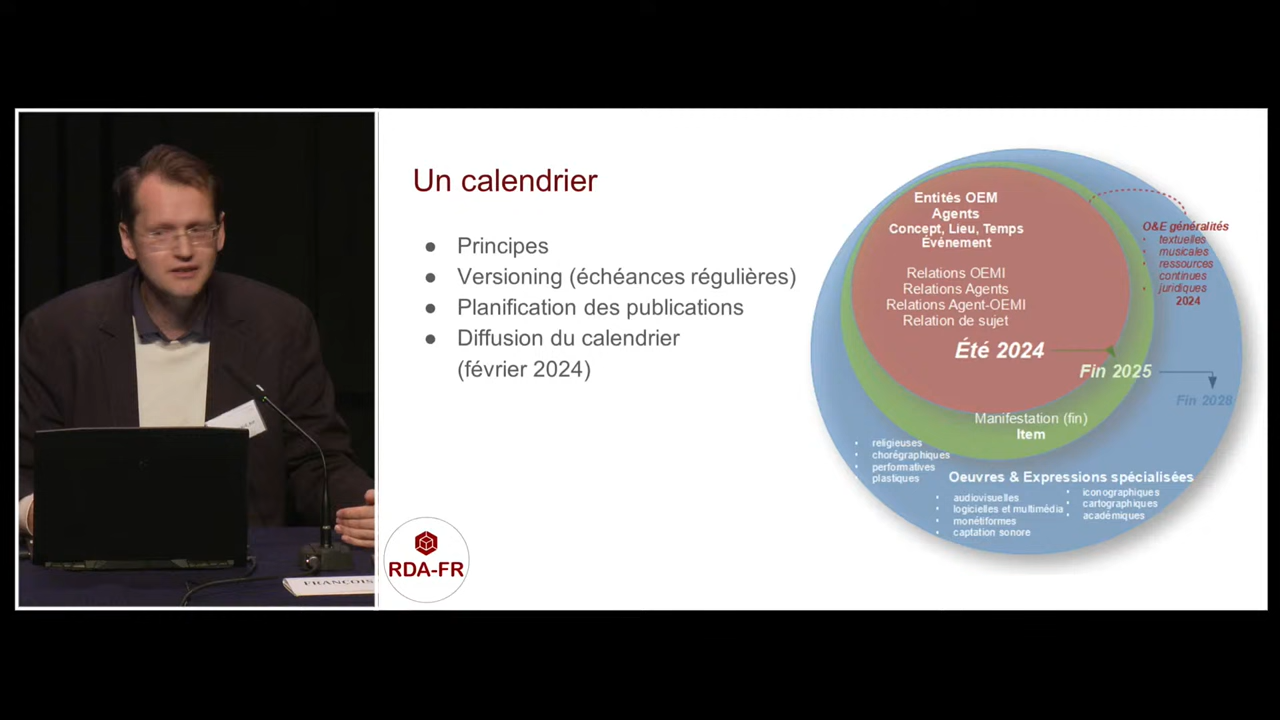 Un calendrier
● Principes
● Versioning (échéances régulières)
● Planification des publications
● Diffusion du calendrier
(février 2024)
Entités OEM
Agents
Concept, Lieu, Temps
Événement
Relations OEMI
Relations Agents
Relations Agent-OEMI
Relation de sujet
Été 2024
Fin 2025
Fin 2028
O&E généralités
• textuelles
• musicales
• ressources
continues
• juridiques
2024
Manifestation (fin)
Item
• religieuses
• chorégraphiques
• performatives
• plastiques
Oeuvres & Expressions spécialisées
• audiovisuelles
• logicielles et multimédia
• monétiformes
• captation sonore
• iconographiques
• cartographiques
• académiques
RDA-FR
FRANÇOIS